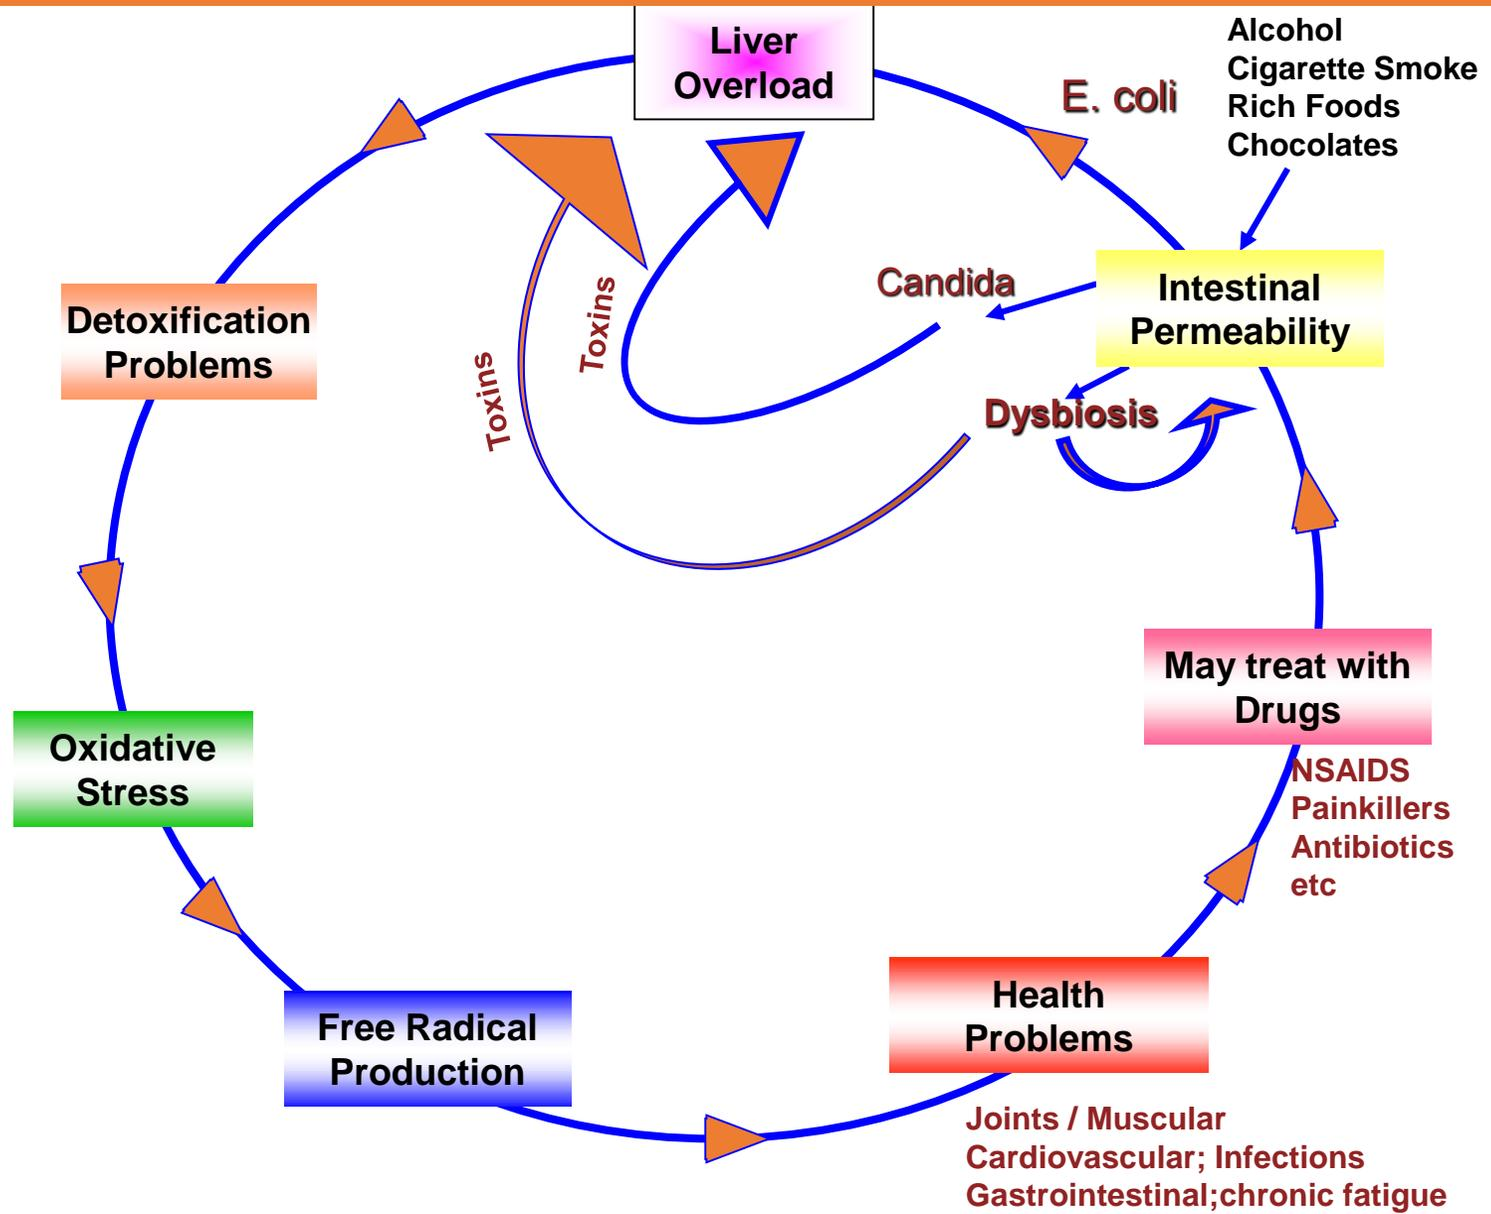 Liver
Overload
Alcohol
Cigarette Smoke
Rich Foods
Chocolates
E. coli
Candida
Intestinal
Permeability
Toxins
Toxins
Dysbiosis
Detoxification
Problems
May treat with
Drugs
NSAIDS
Painkillers
Antibiotics
etc
Oxidative
Stress
Free Radical
Production
Health
Problems
Joints / Muscular
Cardiovascular; Infections
Gastrointestinal;chronic fatigue